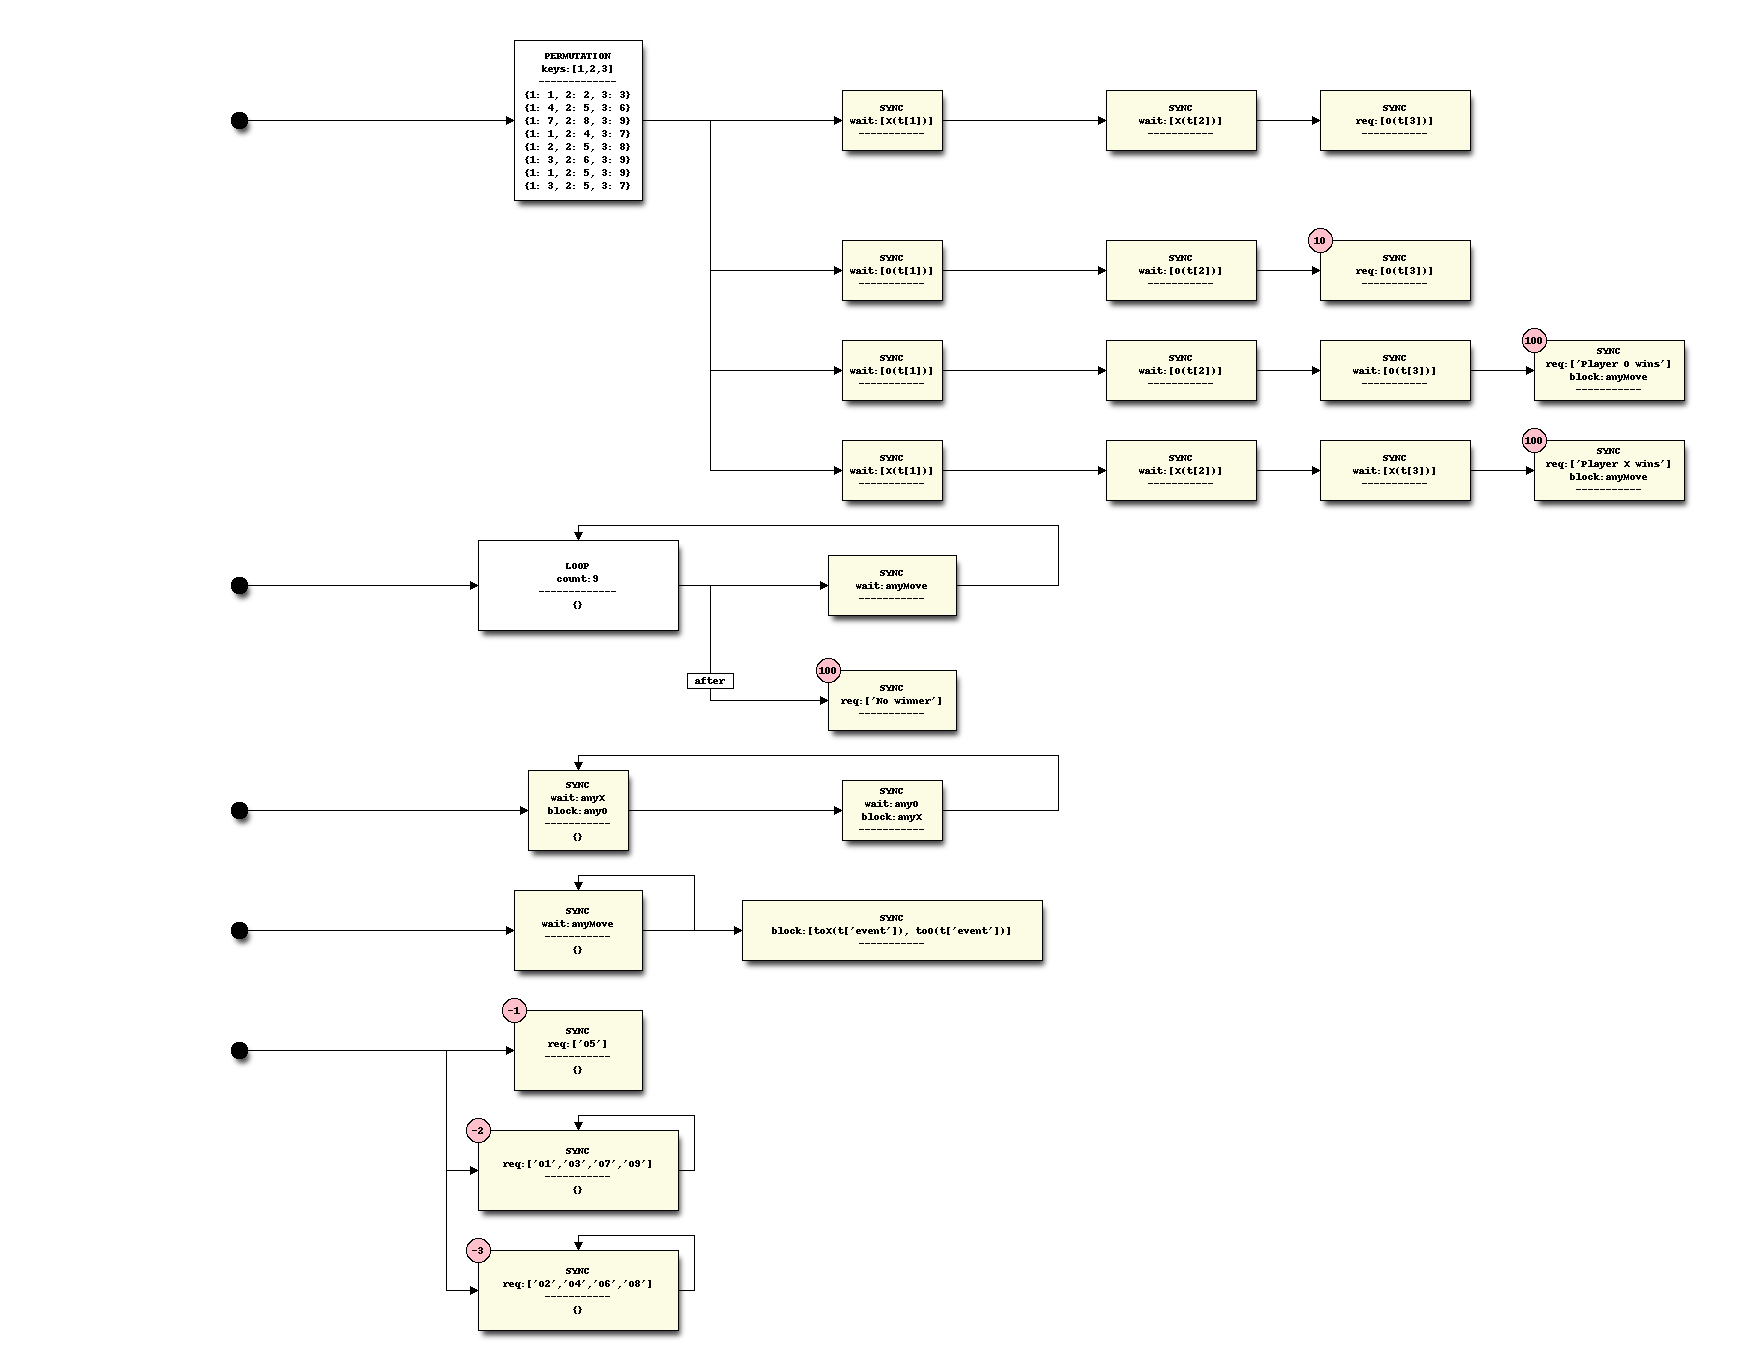 PERMUTATION
keys:[1,2,3]
-------------
{1: 1, 2: 2, 3: 3}
{1: 4, 2: 5, 3: 6}
{1: 7, 2: 8, 3: 9}
{1: 1, 2: 4, 3: 7}
{1: 2, 2: 5, 3: 8}
{1: 3, 2: 6, 3: 9}
{1: 1, 2: 5, 3: 9}
{1: 3, 2: 5, 3: 7}
SYNC
wait:[X(t[1])]
-----------
SYNC
wait:[X(t[2])]
-----------
SYNC
req:[O(t[3])]
-----------
SYNC
wait:[O(t[1])]
-----------
SYNC
wait:[O(t[2])]
-----------
10
SYNC
req:[O(t[3])]
-----------
SYNC
wait:[O(t[1])]
-----------
SYNC
wait:[O(t[2])]
-----------
SYNC
wait:[O(t[3])]
-----------
100
SYNC
req:['Player O wins']
block:anyMove
-----------
SYNC
wait:[X(t[1])]
-----------
SYNC
wait:[X(t[2])]
-----------
SYNC
wait:[X(t[3])]
-----------
100
SYNC
req:['Player X wins']
block:anyMove
-----------
LOOP
count:9
-------------
{}
SYNC
wait:anyMove
-----------
after
100
SYNC
req:['No winner']
-----------
SYNC
wait:anyX
block:anyO
-----------
{}
SYNC
wait:anyO
block:anyX
-----------
SYNC
wait:anyMove
-----------
{}
SYNC
block:[toX(t['event']), toO(t['event'])]
-----------
-1
SYNC
req:['O5']
-----------
{}
-2
SYNC
req:['O1','O3','O7','O9']
-----------
{}
-3
SYNC
req:['O2','O4','O6','O8']
-----------
{}